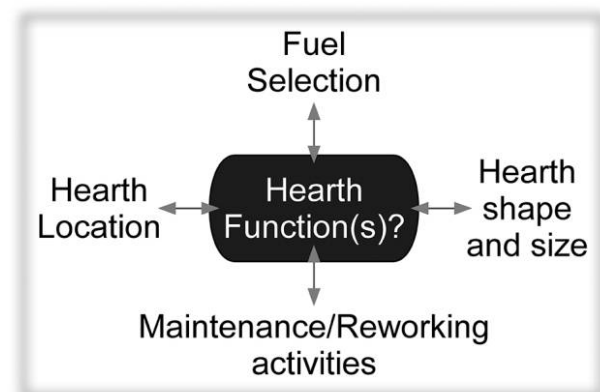 Fuel
Selection
Hearth
Location
Hearth
Function(s)?
Hearth
shape
and size
Maintenance/Reworking
activities